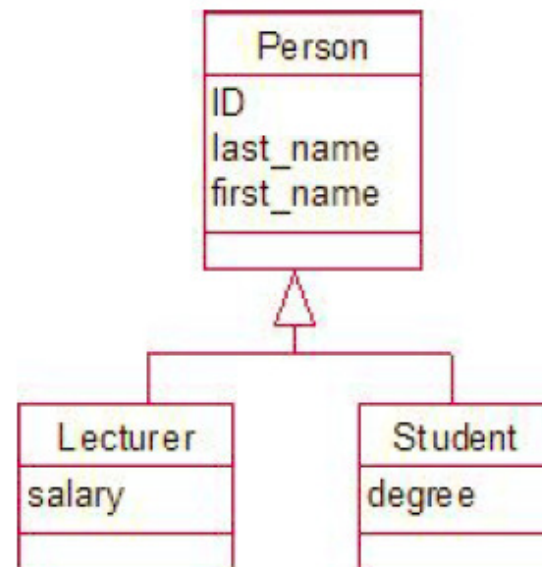 Person
ID
last_name
first_name
Lecturer
salary
Student
degree